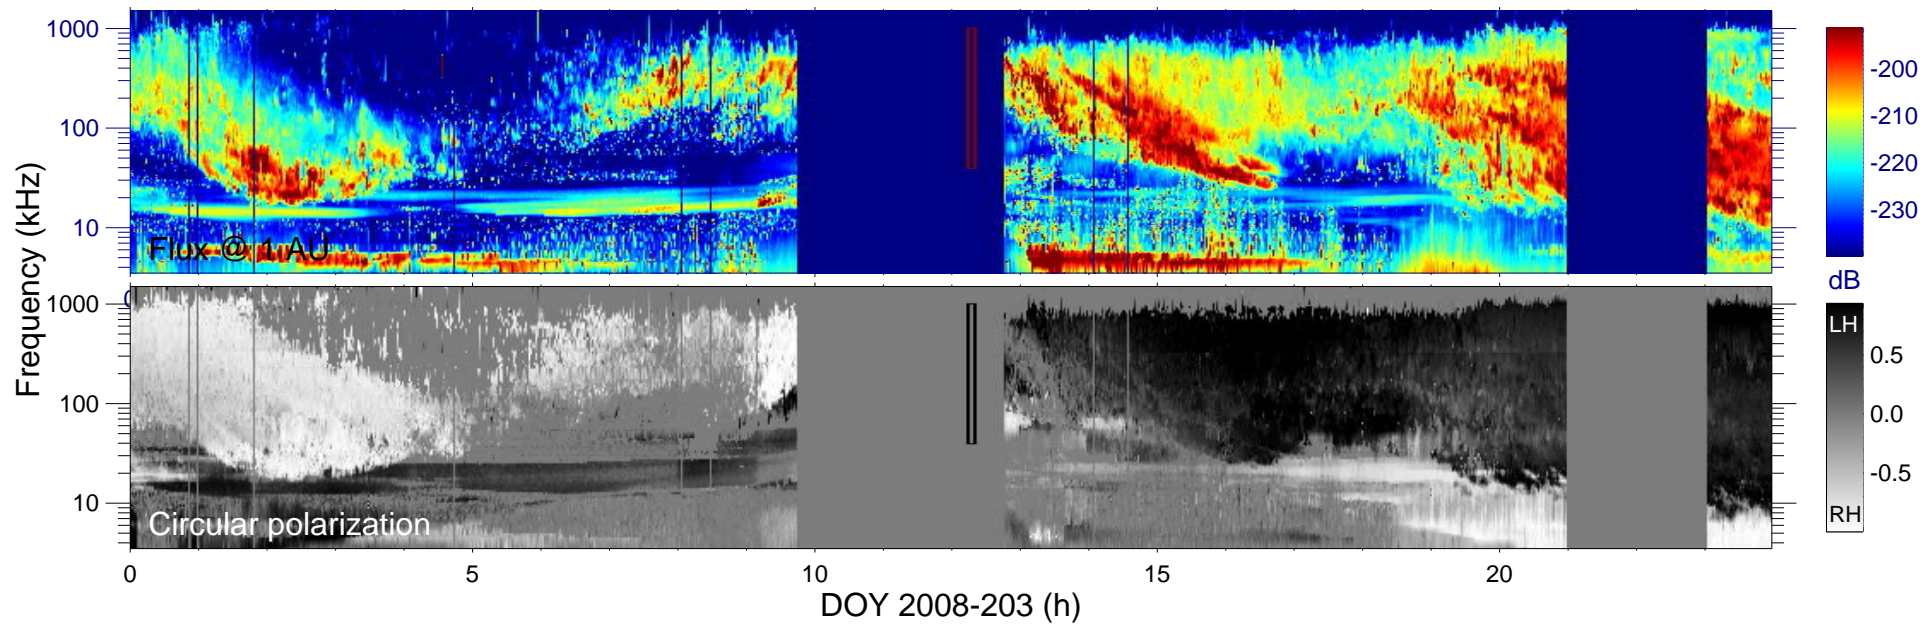 1000
100
10
Flux @ 1 AU
-200
-210
-220
-230
dB
0
Frequency (kHz)
1000
100
10
Circular polarization
LH
0.5
0.0
-0.5
RH
0
5
10
15
20
DOY 2008-203 (h)